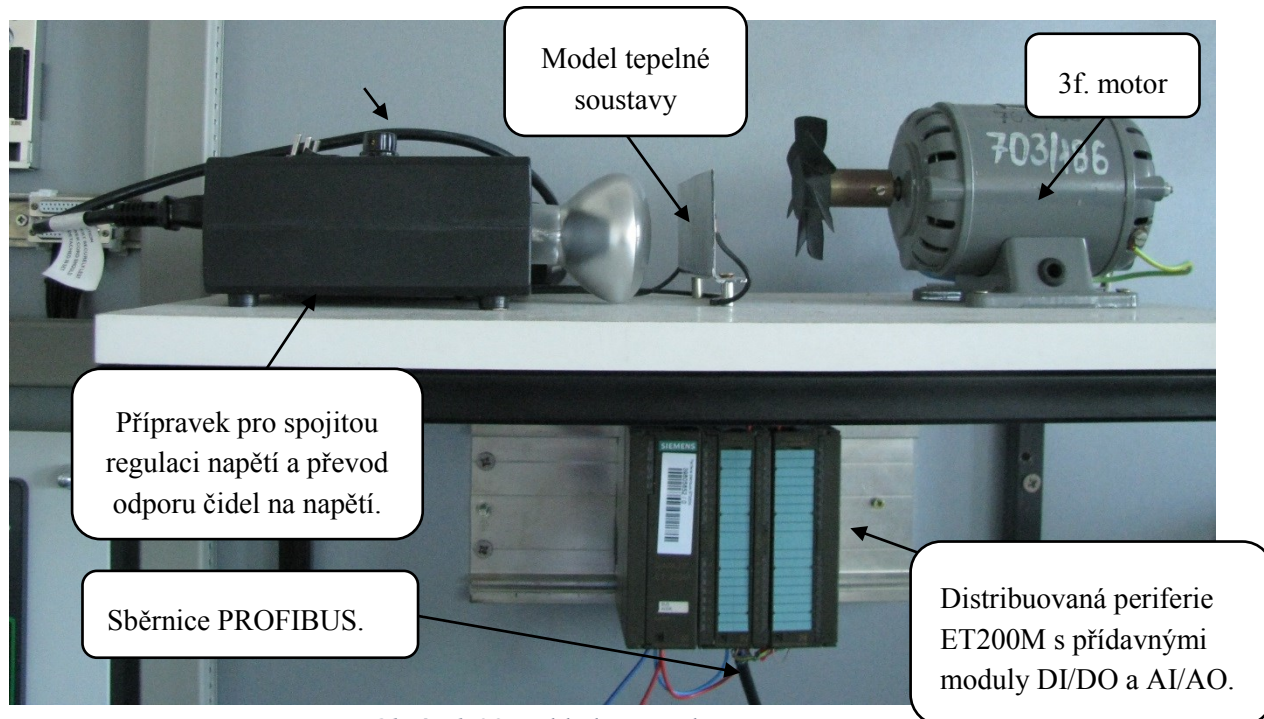 Model tepelné
soustavy
3f. motor
703/186
Přípravek pro spojitou
regulaci napětí a převod
odporu čidel na napětí.
SIEMENS
Sběrnice PROFIBUS.
Distribuovaná periferie
ET200M s přídavnými
moduly DI/DO a AI/AO.